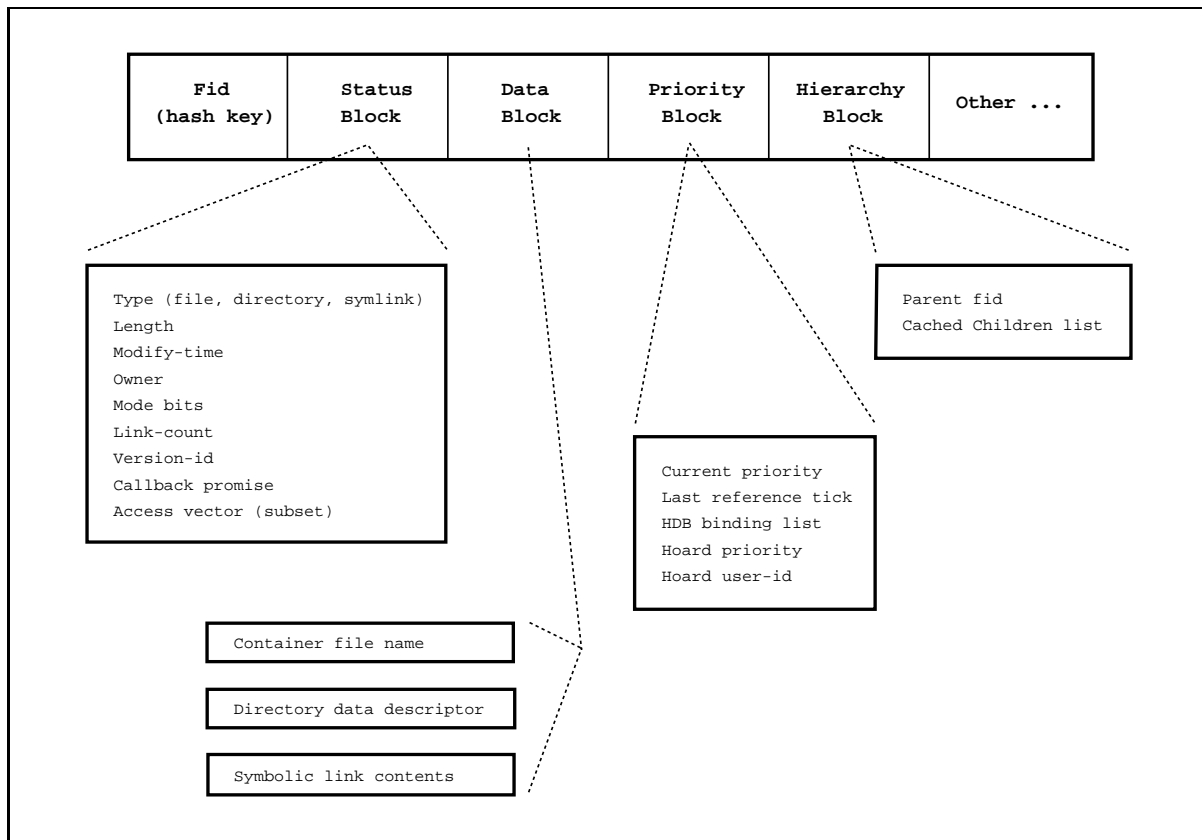 Fid
(hash key)
Status
Block
Data
Block
Priority
Block
Hierarchy
Block
Other ...
Type (file, directory, symlink)
Length
Modify-time
Owner
Mode bits
Link-count
Version-id
Callback promise
Access vector (subset)
Parent fid
Cached Children list
Current priority
Last reference tick
HDB binding list
Hoard priority
Hoard user-id
Container file name
Directory data descriptor
Symbolic link contents